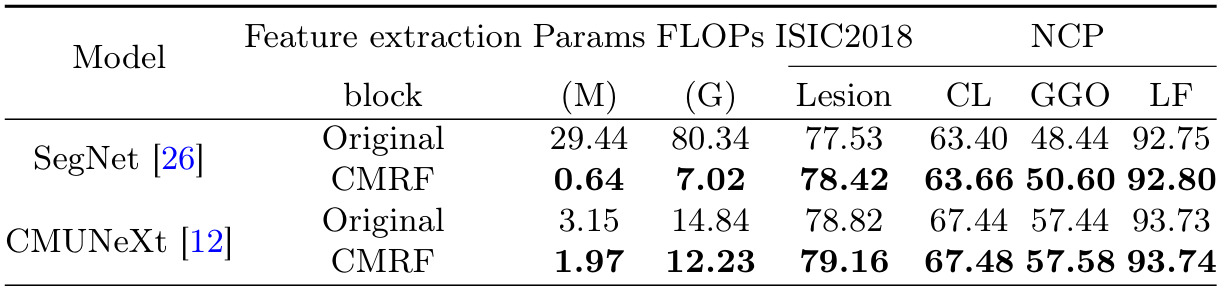 Model Feature extraction Params FLOPs ISIC2018 NCP
block (M) (G) Lesion CL GGO LF
SegNet [26] Original 29.44 80.34 77.53 63.40 48.44 92.75
CMRF 0.64 7.02 78.42 63.66 50.60 92.80
CMUNeXt [12] Original 3.15 14.84 78.82 67.44 57.44 93.73
CMRF 1.97 12.23 79.16 67.48 57.58 93.74